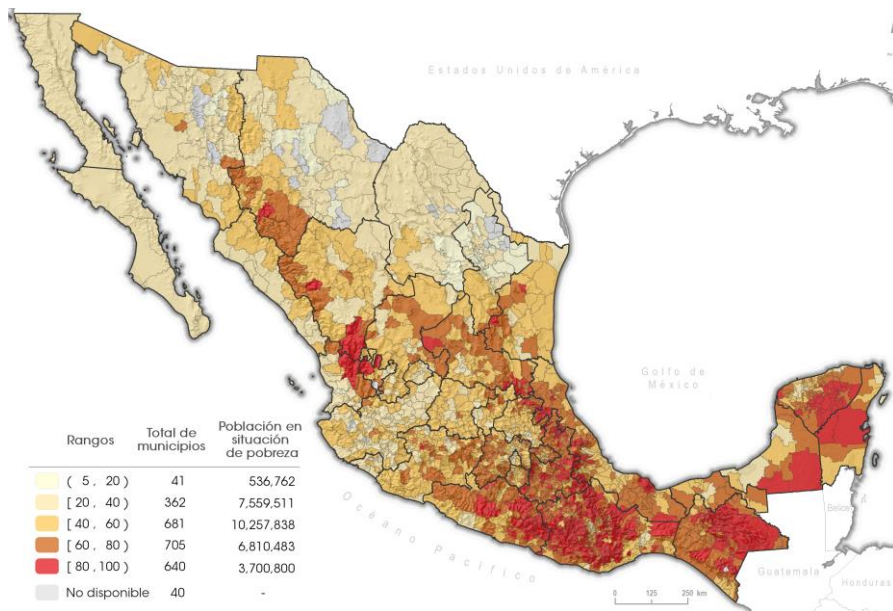 Estados Unidos de América
Golfo de
México
Océano Pacífico
Guatemala
Honduras
Rangos
Total de
municipios
Población en
situación
de pobreza
( 5 , 20 ) 41 536,762
[ 20 , 40 ) 362 7,559,511
[ 40 , 60 ) 681 10,257,838
[ 60 , 80 ) 705 6,810,483
[ 80 , 100 ) 640 3,700,800
No disponible 40 -
0 125 250 km